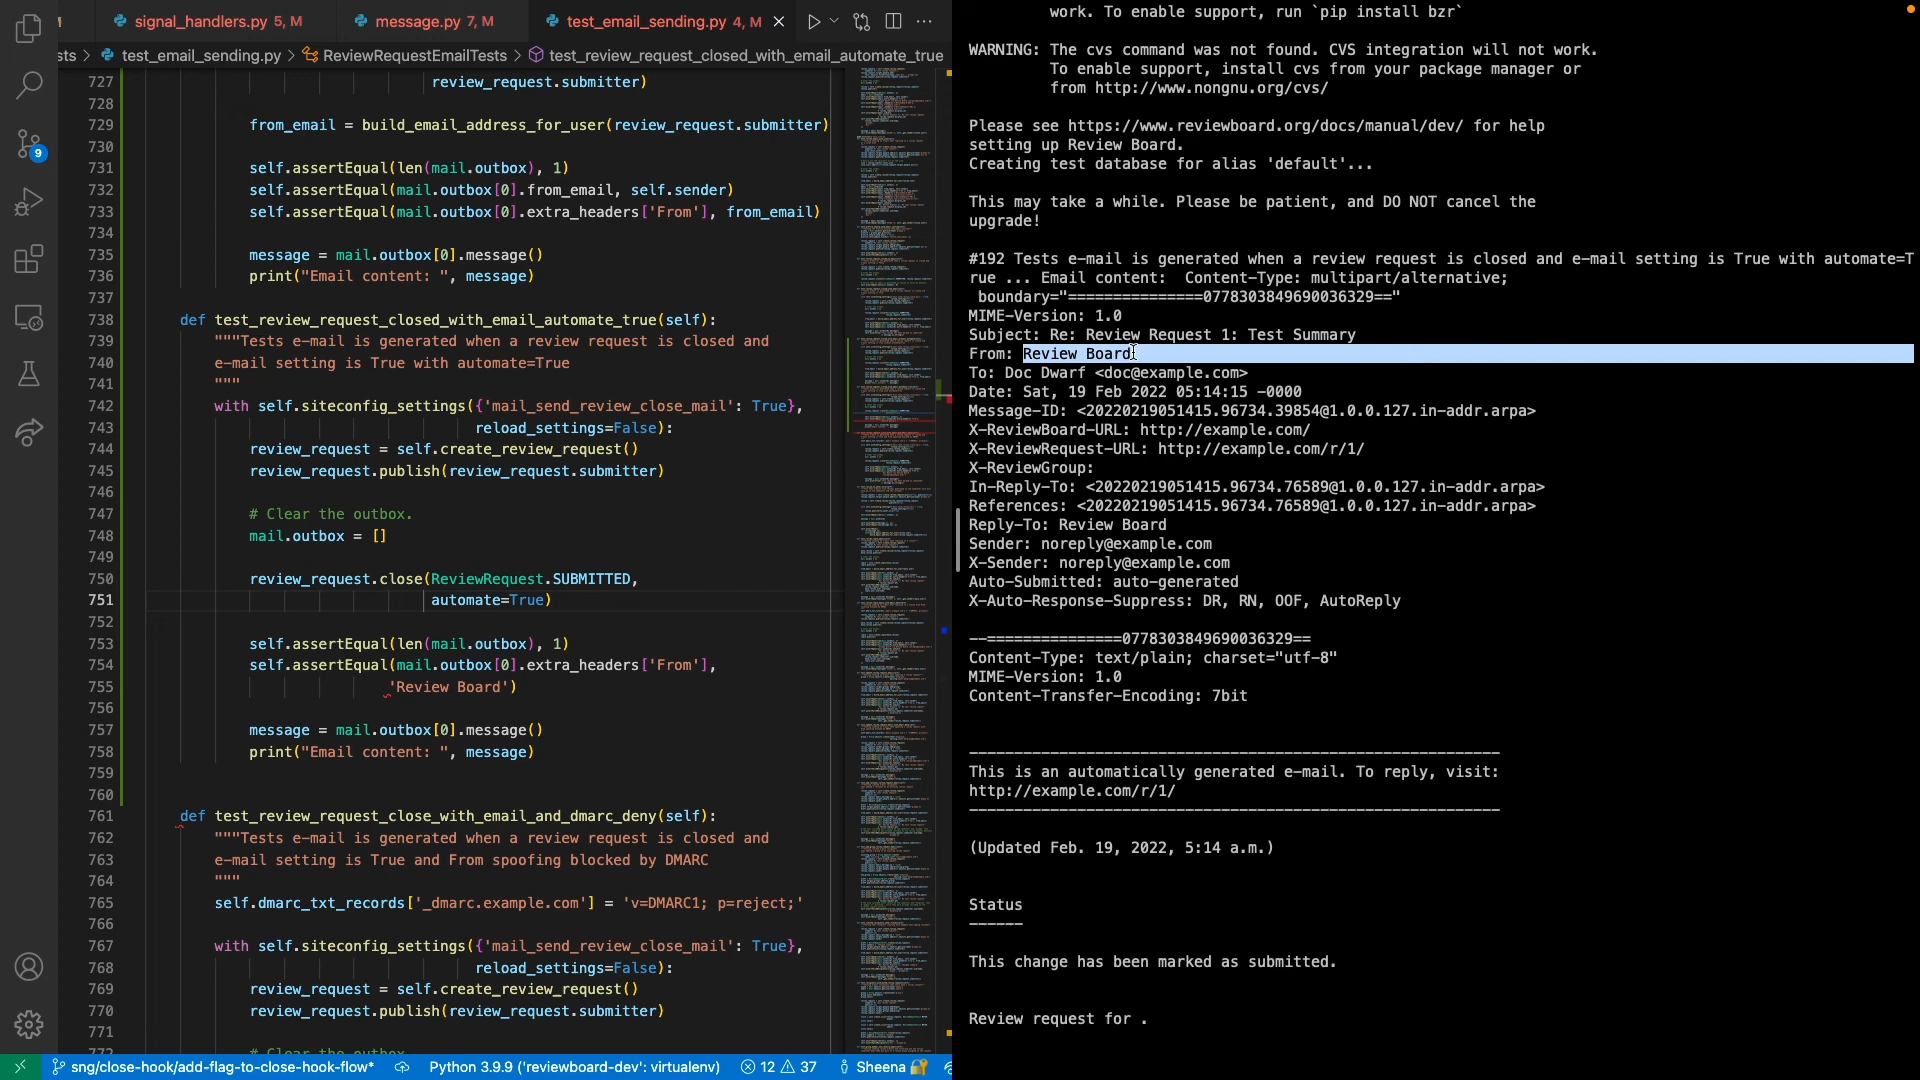 signal_handlers.py 5, M
message.py 7, M
test_email_sending.py 4, M
sts > test_email_sending.py > ReviewRequestEmailTests > test_review_request_closed_with_email_automate_true
727 review_request.submitter)
728
729 from_email = build_email_address_for_user(review_request.submitter)
730
731 self.assertEqual(len(mail.outbox), 1)
732 self.assertEqual(mail.outbox[0].from_email, self.sender)
733 self.assertEqual(mail.outbox[0].extra_headers['From'], from_email)
734
735 message = mail.outbox[0].message()
736 print("Email content: ", message)
737
738 def test_review_request_closed_with_email_automate_true(self):
739 """Tests e-mail is generated when a review request is closed and
740 e-mail setting is True with automate=True
741 """
742 with self.siteconfig_settings({'mail_send_review_close_mail': True},
743 reload_settings=False):
744 review_request = self.create_review_request()
745 review_request.publish(review_request.submitter)
746
747 # Clear the outbox.
748 mail.outbox = []
749
750 review_request.close(ReviewRequest.SUBMITTED,
751 automate=True)
752
753 self.assertEqual(len(mail.outbox), 1)
754 self.assertEqual(mail.outbox[0].extra_headers['From'],
755 'Review Board')
756
757 message = mail.outbox[0].message()
758 print("Email content: ", message)
759
760
761 def test_review_request_close_with_email_and_dmarc_deny(self):
762 """Tests e-mail is generated when a review request is closed and
763 e-mail setting is True and From spoofing blocked by DMARC
764 """
765 self.dmarc_txt_records['_dmarc.example.com'] = 'v=DMARC1; p=reject;'
766
767 with self.siteconfig_settings({'mail_send_review_close_mail': True},
768 reload_settings=False):
769 review_request = self.create_review_request()
770 review_request.publish(review_request.submitter)
771
772 # Clear the outbox.
9
sng/close-hook/add-flag-to-close-hook-flow* Python 3.9.9 ('reviewboard-dev': virtualenv) 12 37 Sheena
work. To enable support, run `pip install bzr`
WARNING: The cvs command was not found. CVS integration will not work.
To enable support, install cvs from your package manager or
from http://www.nongnu.org/cvs/
Please see https://www.reviewboard.org/docs/manual/dev/ for help
setting up Review Board.
Creating test database for alias 'default'...
This may take a while. Please be patient, and DO NOT cancel the
upgrade!
#192 Tests e-mail is generated when a review request is closed and e-mail setting is True with automate=T
rue ... Email content:  Content-Type: multipart/alternative;
boundary="===============0778303849690036329=="
MIME-Version: 1.0
Subject: Re: Review Request 1: Test Summary
From: Review Board
To: Doc Dwarf <doc@example.com>
Date: Sat, 19 Feb 2022 05:14:15 -0000
Message-ID: <20220219051415.96734.39854@1.0.0.127.in-addr.arpa>
X-ReviewBoard-URL: http://example.com/
X-ReviewRequest-URL: http://example.com/r/1/
X-ReviewGroup:
In-Reply-To: <20220219051415.96734.76589@1.0.0.127.in-addr.arpa>
References: <20220219051415.96734.76589@1.0.0.127.in-addr.arpa>
Reply-To: Review Board
Sender: noreply@example.com
X-Sender: noreply@example.com
Auto-Submitted: auto-generated
X-Auto-Response-Suppress: DR, RN, OOF, AutoReply
--===============0778303849690036329==
Content-Type: text/plain; charset="utf-8"
MIME-Version: 1.0
Content-Transfer-Encoding: 7bit
-----------------------------------------------------------
This is an automatically generated e-mail. To reply, visit:
http://example.com/r/1/
-----------------------------------------------------------
(Updated Feb. 19, 2022, 5:14 a.m.)
Status
------
This change has been marked as submitted.
Review request for .